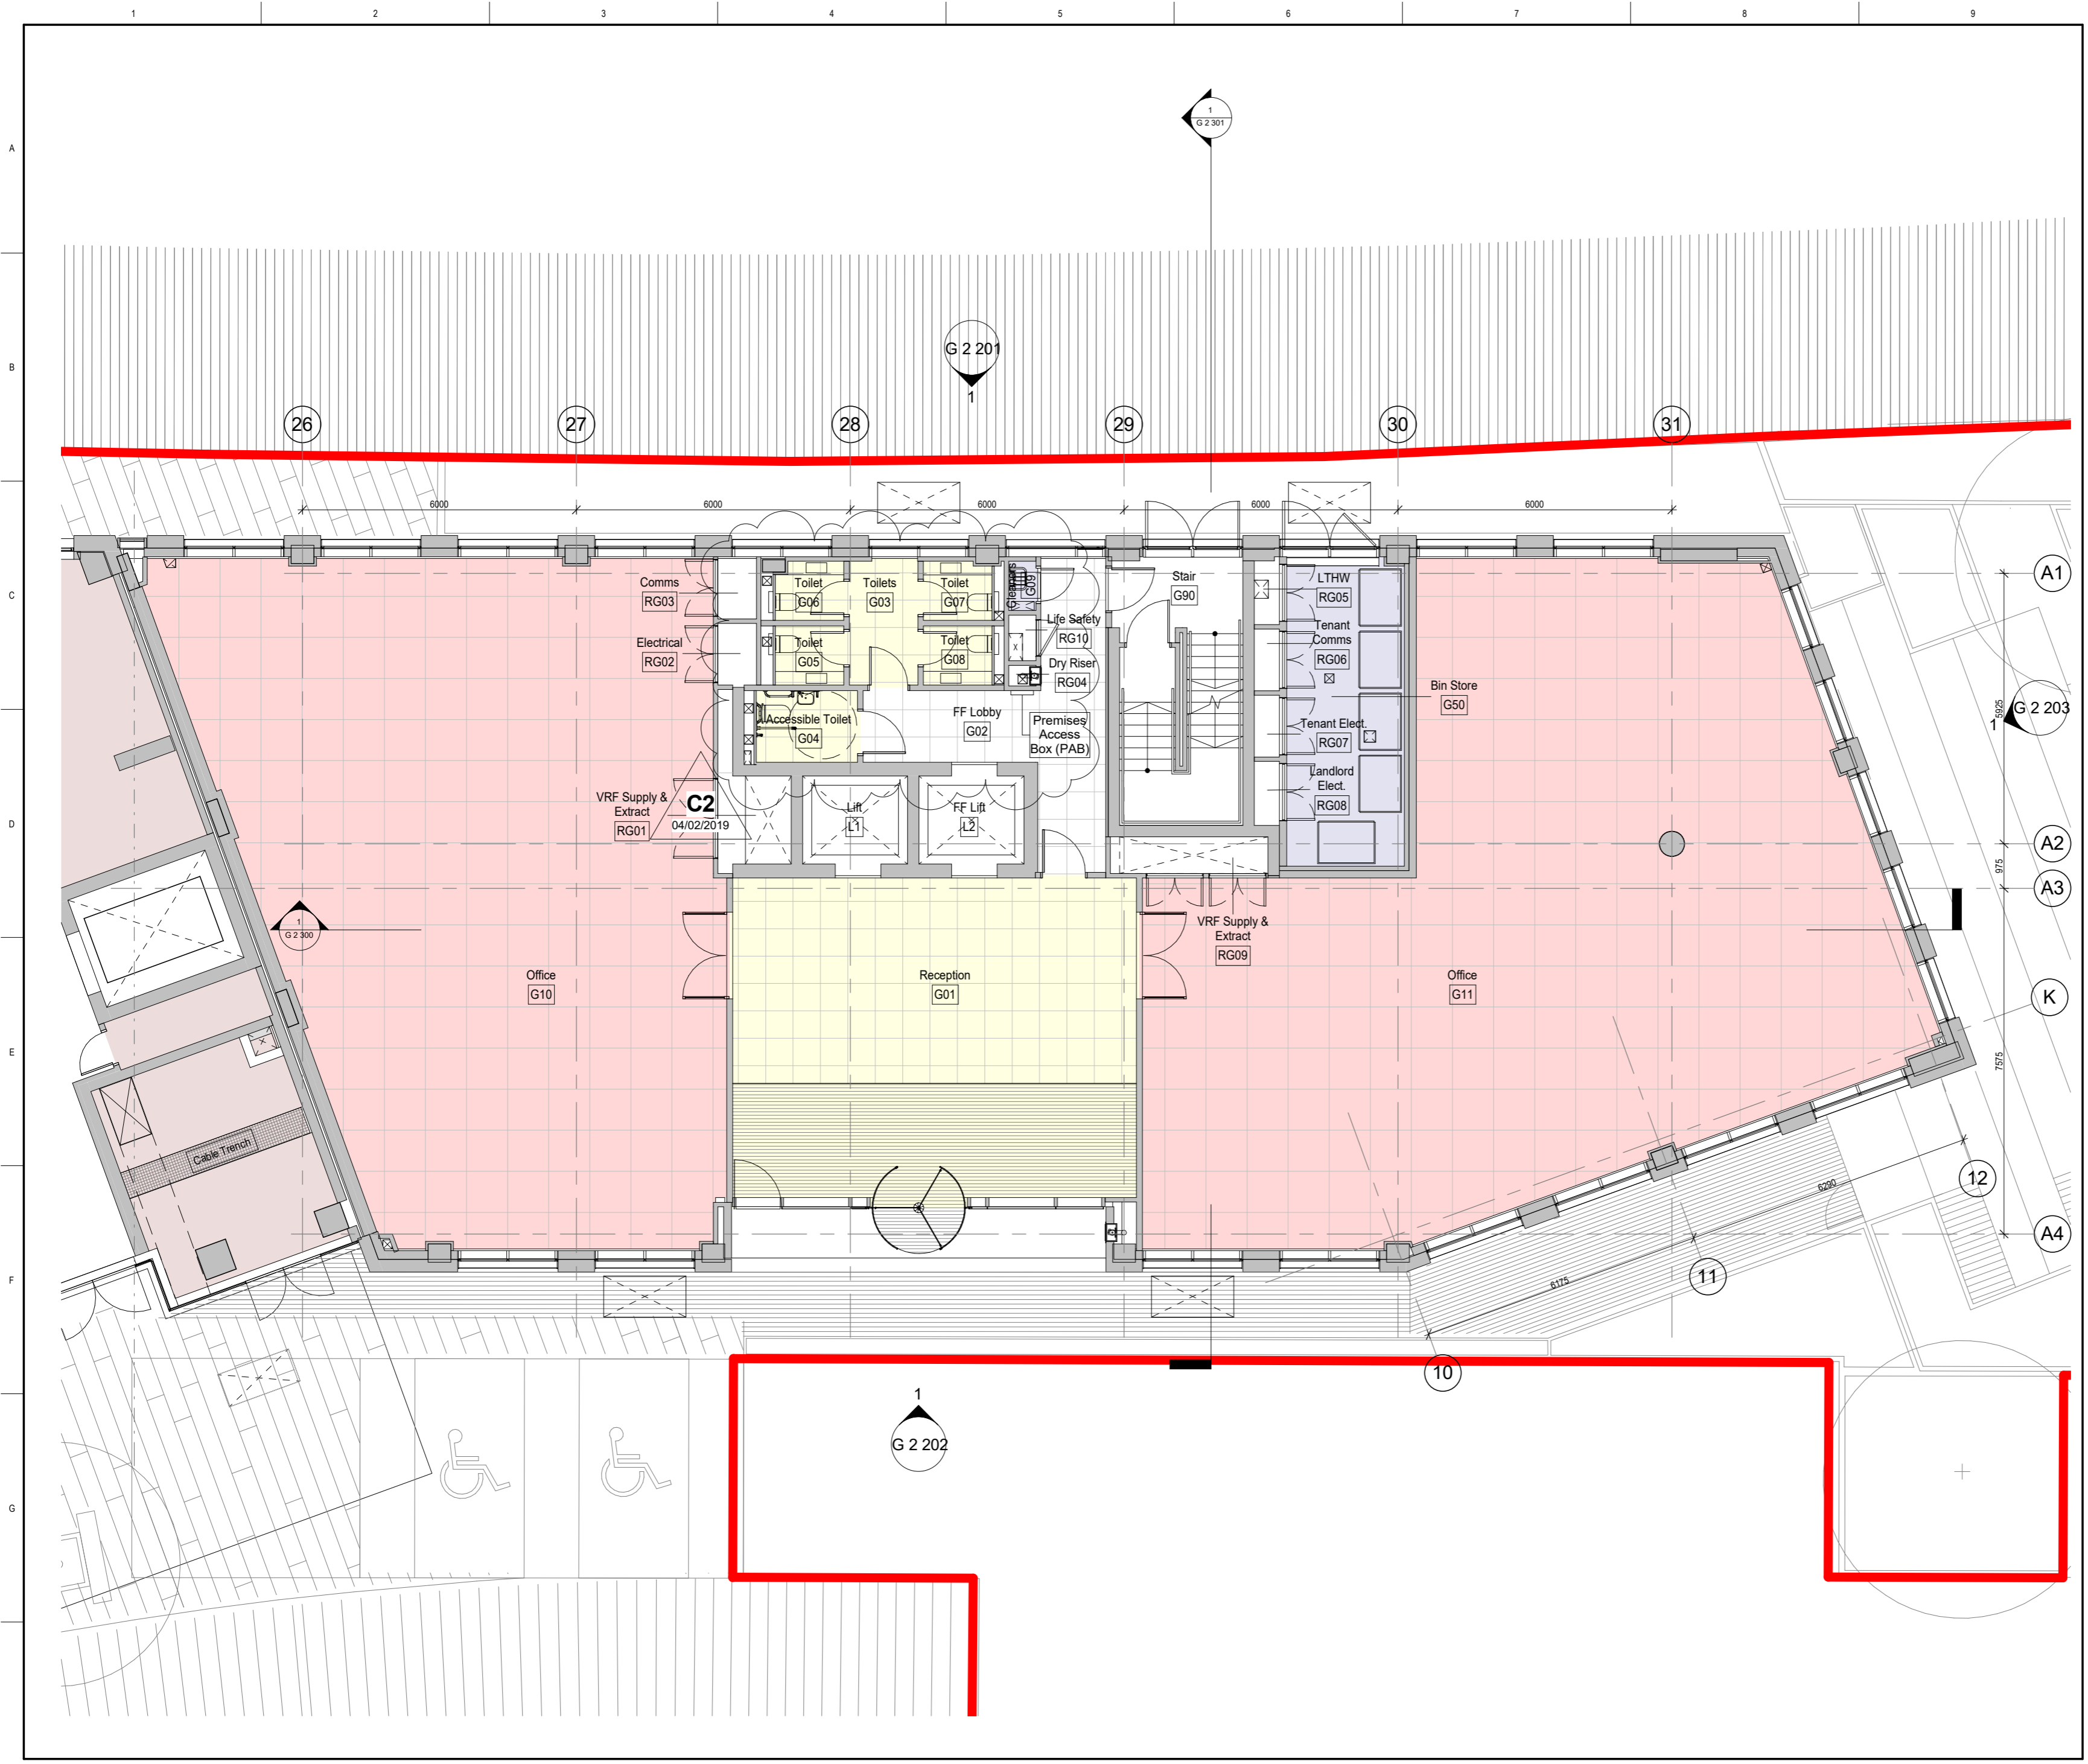 1 2 3 4 5 6 7 8 9
A
B
C
D
E
F
G
1
G 2 301
G 2 201
1
26 27 28 29 30 31
6000 6000 6000 6000 6000
A1
A2
A3
K
A4
12
11
10
5925
975
7575
6290
6175
G 2 203
1
Comms
RG03
Electrical
RG02
VRF Supply &
Extract
RG01
C2
04/02/2019
Toilet
G06
Toilets
G03
Toilet
G07
Toilet
G05
Toilet
G08
Cleaners
G09
Accessible Toilet
G04
FF Lobby
G02
Life Safety
RG10
Dry Riser
RG04
Premises
Access
Box (PAB)
Lift
L1
FF Lift
L2
Stair
G90
LTHW
RG05
Tenant
Comms
RG06
Tenant Elect.
RG07
Landlord
Elect.
RG08
Bin Store
G50
VRF Supply &
Extract
RG09
1
G 2 300
Office
G10
Reception
G01
Office
G11
Cable Trench
1
G 2 202